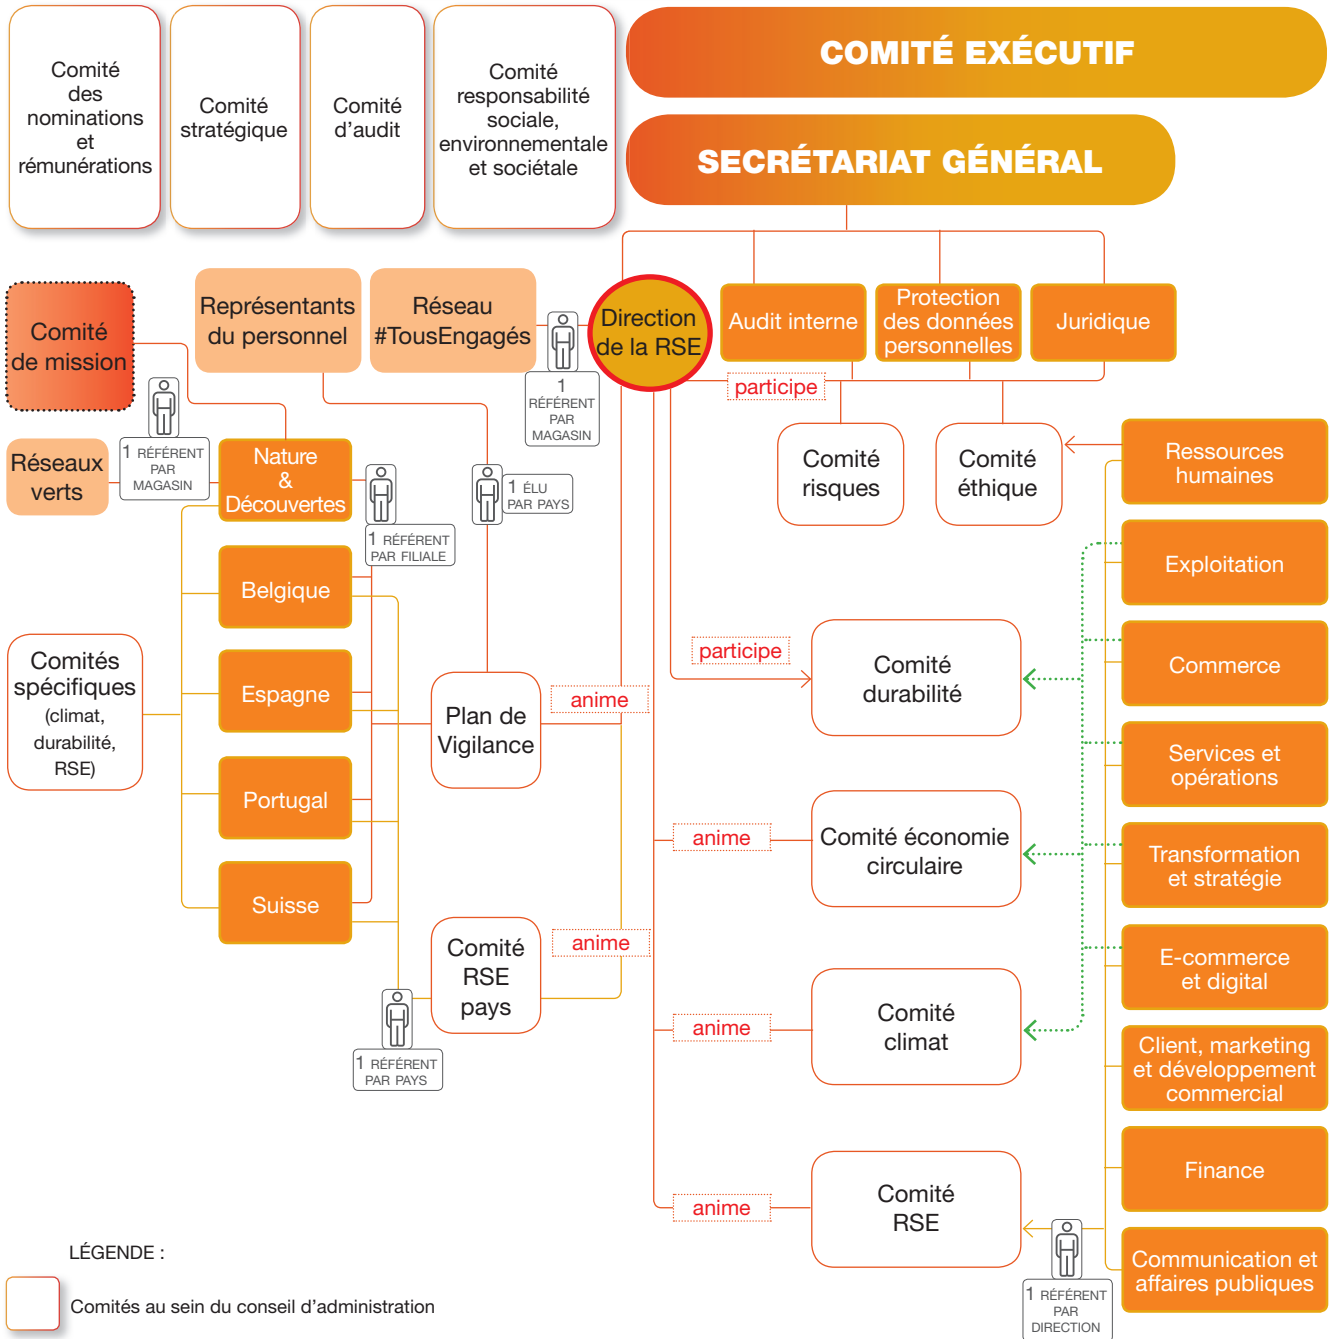 Comité
des
nominations
et
rémunérations
Comité
stratégique
Comité
d’audit
Comité
responsabilité
sociale,
environnementale
et sociétale
COMITÉ EXÉCUTIF
SECRÉTARIAT GÉNÉRAL
Comité
de mission
Représentants
du personnel
Réseau
#TousEngagés
1
RÉFÉRENT
PAR
MAGASIN
Direction
de la RSE
Audit interne
Protection
des données
personnelles
Juridique
participe
Réseaux
verts
1 RÉFÉRENT
PAR
MAGASIN
Nature
&
Découvertes
1 RÉFÉRENT
PAR FILIALE
1 ÉLU
PAR PAYS
Comité
risques
Comité
éthique
Ressources
humaines
Belgique
Exploitation
Comités
spécifiques
(climat,
durabilité,
RSE)
Espagne
Plan de
Vigilance
anime
participe
Comité
durabilité
Commerce
Services et
opérations
Portugal
anime
Comité économie
circulaire
Transformation
et stratégie
Suisse
Comité
RSE
pays
anime
E-commerce
et digital
1 RÉFÉRENT
PAR PAYS
anime
Comité
climat
Client, marketing
et développement
commercial
Finance
anime
Comité
RSE
1 RÉFÉRENT
PAR
DIRECTION
Communication et
affaires publiques
LÉGENDE :
Comités au sein du conseil d’administration